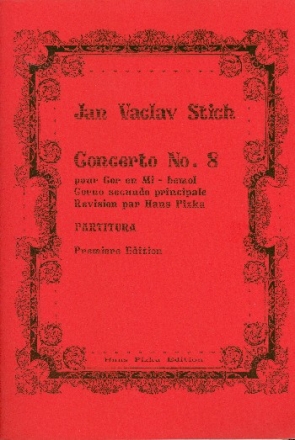 Jan Vaclav Stich
Concerto No. 8
pour Cor en Mi - bemol
Corno secundo principale
Revision par Hans Pizka
PARTITURA
Premiere Edition
Hans Pizka Edition